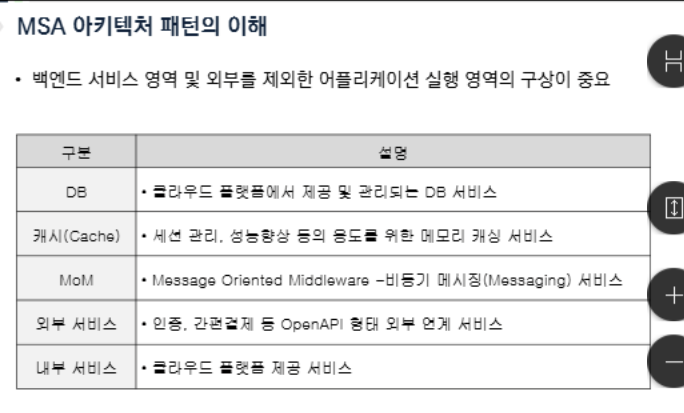 MSA 아키텍처 패턴의 이해
• 백엔드 서비스 영역 및 외부를 제외한 어플리케이션 실행 영역의 구상이 중요
구분 설명
DB • 클라우드 플랫폼에서 제공 및 관리되는 DB 서비스
캐시(Cache) • 세션 관리, 성능향상 등의 용도를 위한 메모리 캐싱 서비스
MoM • Message Oriented Middleware -비동기 메시징(Messaging) 서비스
외부 서비스 • 인증, 간편결제 등 OpenAPI 형태 외부 연계 서비스
내부 서비스 • 클라우드 플랫폼 제공 서비스